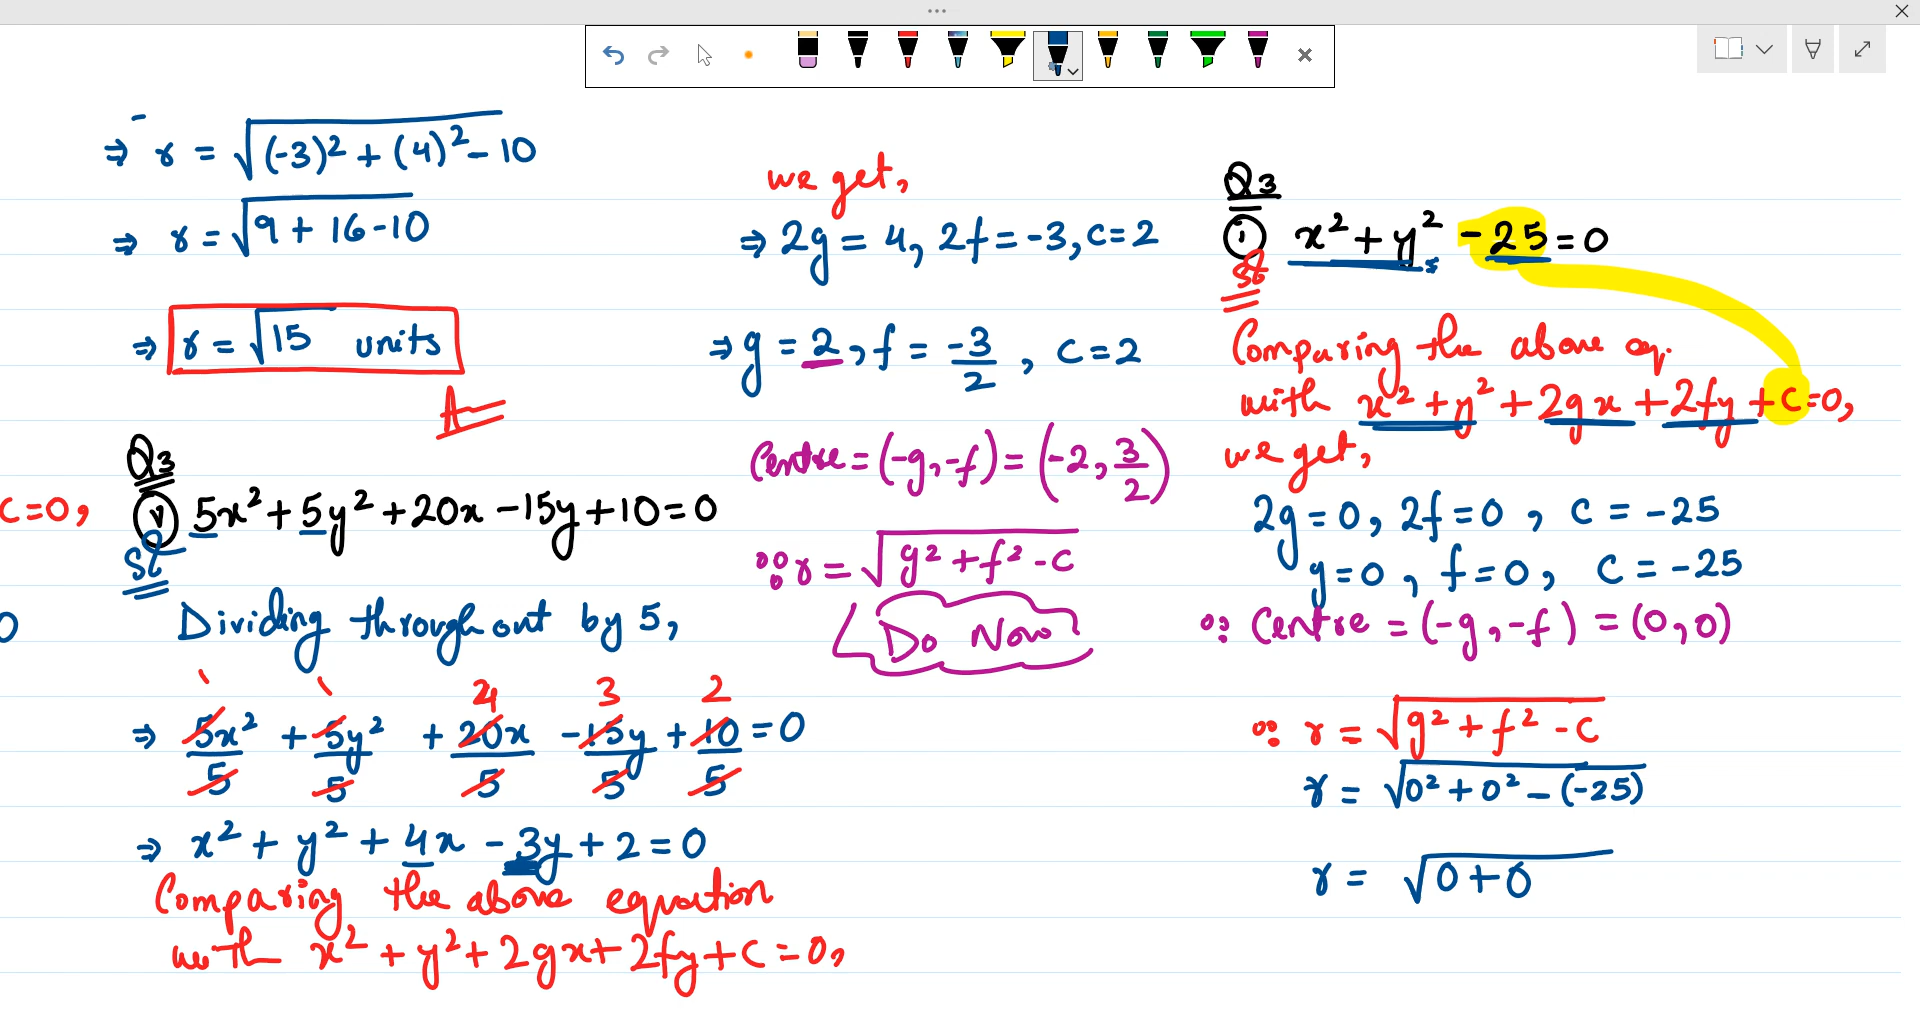 ⇒ r = √(-3)² + (4)² - 10
⇒ r = √9 + 16 - 10
⇒ r = √15 units
A
Q3
C=0,
(v) 5x² + 5y² + 20x - 15y + 10 = 0
Sol
Dividing throughout by 5,
⇒ 5x²/5 + 5y²/5 + 20x/5 - 15y/5 + 10/5 = 0
1 1 4 3 2
⇒ x² + y² + 4x - 3y + 2 = 0
Comparing the above equation
with x² + y² + 2gx + 2fy + c = 0,
we get,
⇒ 2g = 4, 2f = -3, c = 2
⇒ g = 2, f = -3/2, c = 2
Centre = (-g, -f) = (-2, 3/2)
∴ r = √g² + f² - c
Do Now
Q3
(i) x² + y² - 25 = 0
Sol
Comparing the above eq.
with x² + y² + 2gx + 2fy + c = 0,
we get,
2g = 0, 2f = 0, c = -25
g = 0, f = 0, c = -25
∴ Centre = (-g, -f) = (0, 0)
∴ r = √g² + f² - c
r = √0² + 0² - (-25)
r = √0 + 0